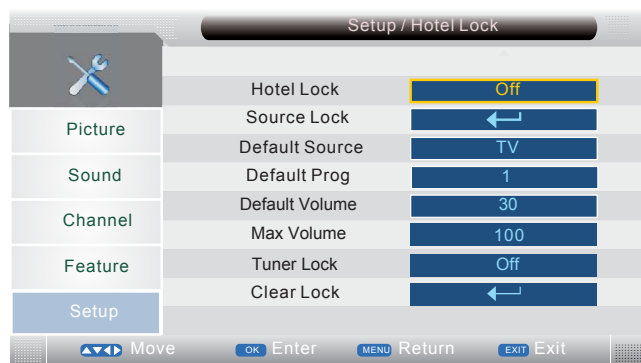 Setup / Hotel Lock
Hotel Lock Off
Source Lock
Default Source TV
Default Prog 1
Default Volume 30
Max Volume 100
Tuner Lock Off
Clear Lock
Picture
Sound
Channel
Feature
Setup
Move OK Enter MENU Return EXIT Exit